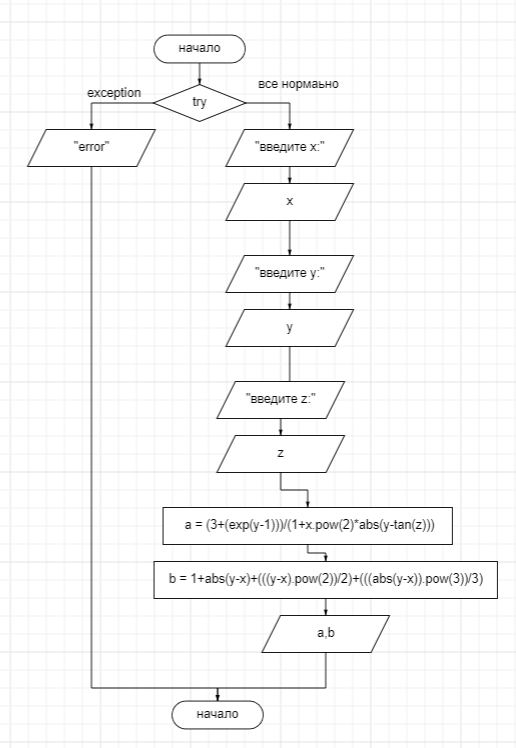 начало
exception
все нормаьно
try
"error"
"введите x:"
x
"введите y:"
y
"введите z:"
z
a = (3+(exp(y-1)))/(1+x.pow(2)*abs(y-tan(z)))
b = 1+abs(y-x)+(((y-x).pow(2))/2)+(((abs(y-x)).pow(3))/3)
a,b
начало